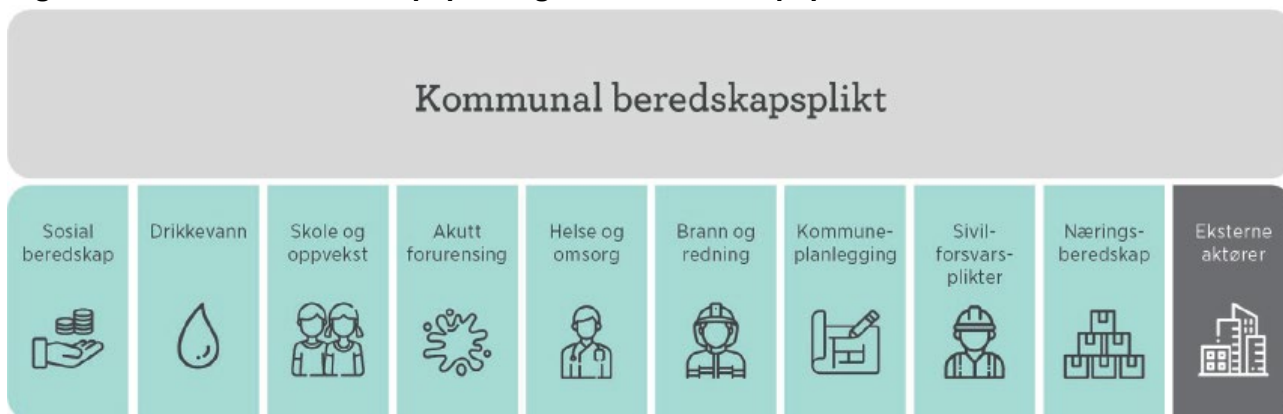 Kommunal beredskapsplikt
Sosial
beredskap
Drikkevann
Skole og
oppvekst
Akutt
forurensing
Helse og
omsorg
Brann og
redning
Kommune-
planlegging
Sivil-
forsvars-
plikter
Nærings-
beredskap
Eksterne
aktører